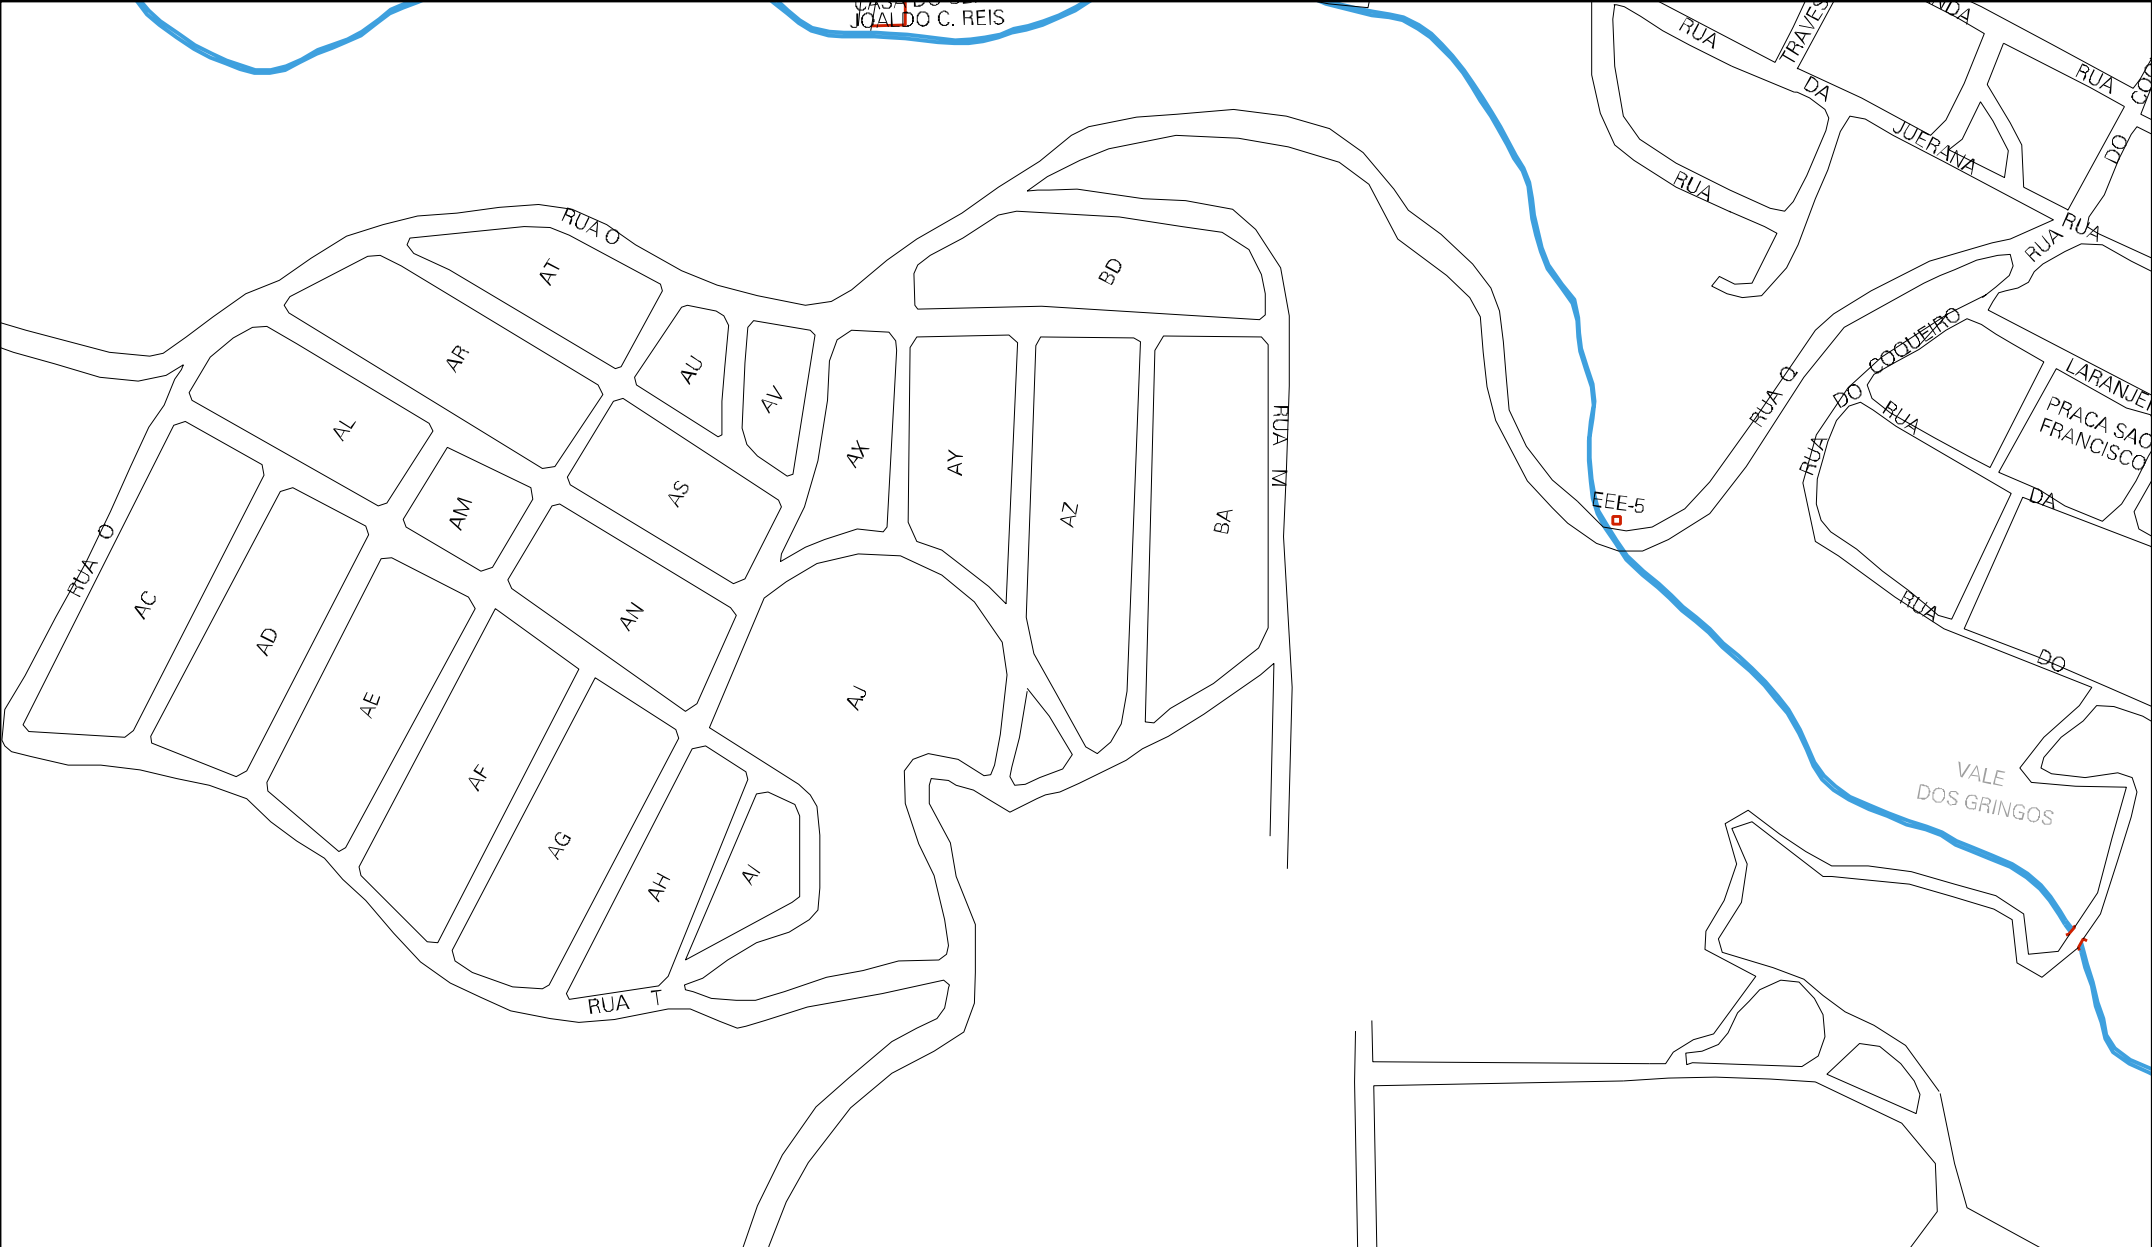 JOALDO C. REIS
RUA
DA
JUERANA
RUA
RUA
DO
RUA
RUA
DO COQUEIRO
RUA
LARANJEI
PRACA SAO
FRANCISCO
RUA
DA
RUA
DO
RUA Q
EEE-5
VALE
DOS GRINGOS
RUA O
AT
BD
AR
AU
AV
AL
AX
AY
AZ
BA
RUA M
AM
AS
AN
RUA O
AC
AD
AE
AF
AG
AH
AI
AJ
RUA T